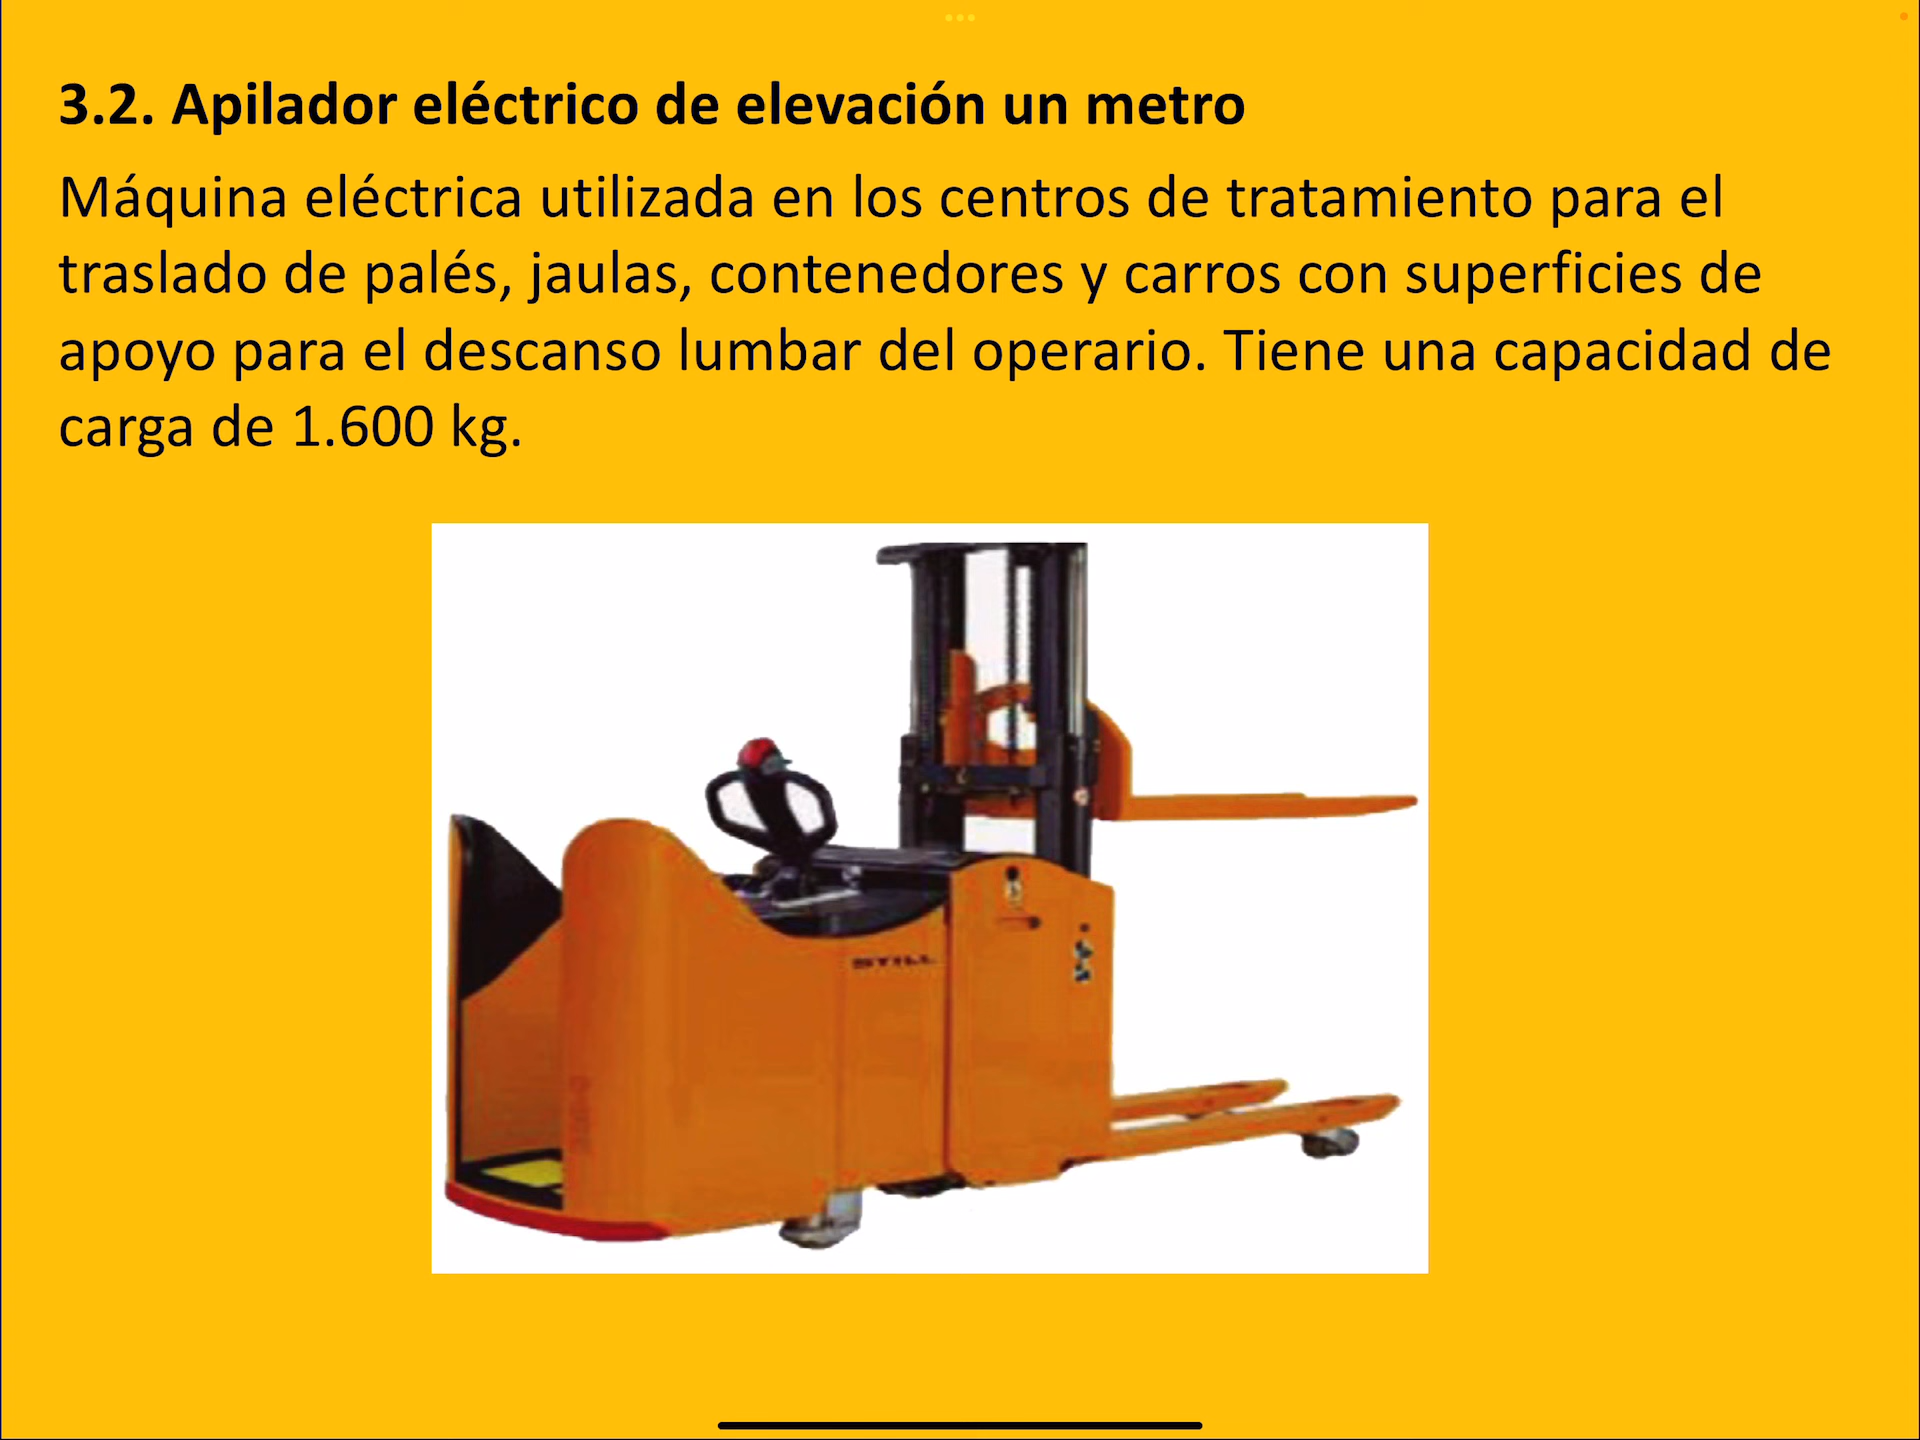 3.2. Apilador eléctrico de elevación un metro
Máquina eléctrica utilizada en los centros de tratamiento para el
traslado de palés, jaulas, contenedores y carros con superficies de
apoyo para el descanso lumbar del operario. Tiene una capacidad de
carga de 1.600 kg.
STILL